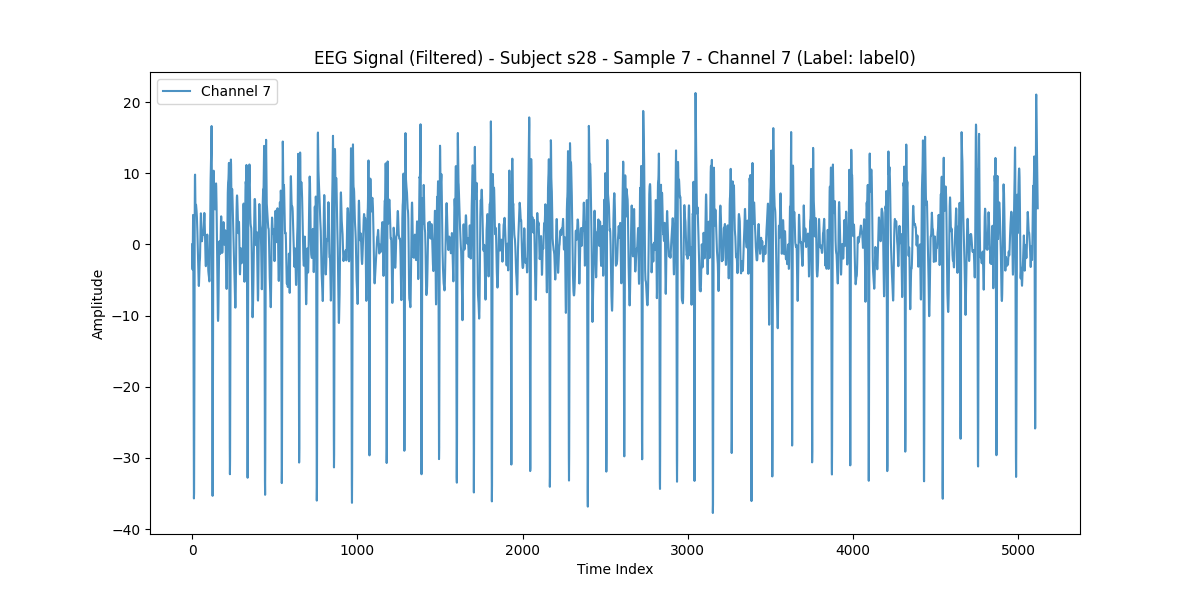 EEG Signal (Filtered) - Subject s28 - Sample 7 - Channel 7 (Label: label0)
Channel 7
20
10
0
−10
−20
−30
−40
Amplitude
0 1000 2000 3000 4000 5000
Time Index